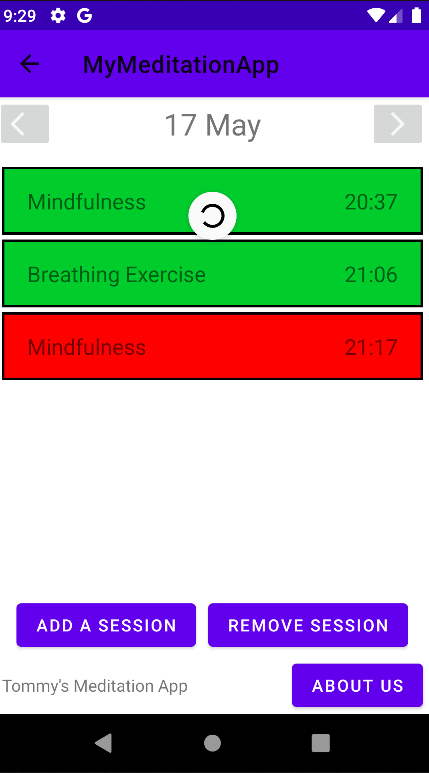 9:29
MyMeditationApp
17 May
Mindfulness 20:37
Breathing Exercise 21:06
Mindfulness 21:17
ADD A SESSION REMOVE SESSION
Tommy's Meditation App ABOUT US